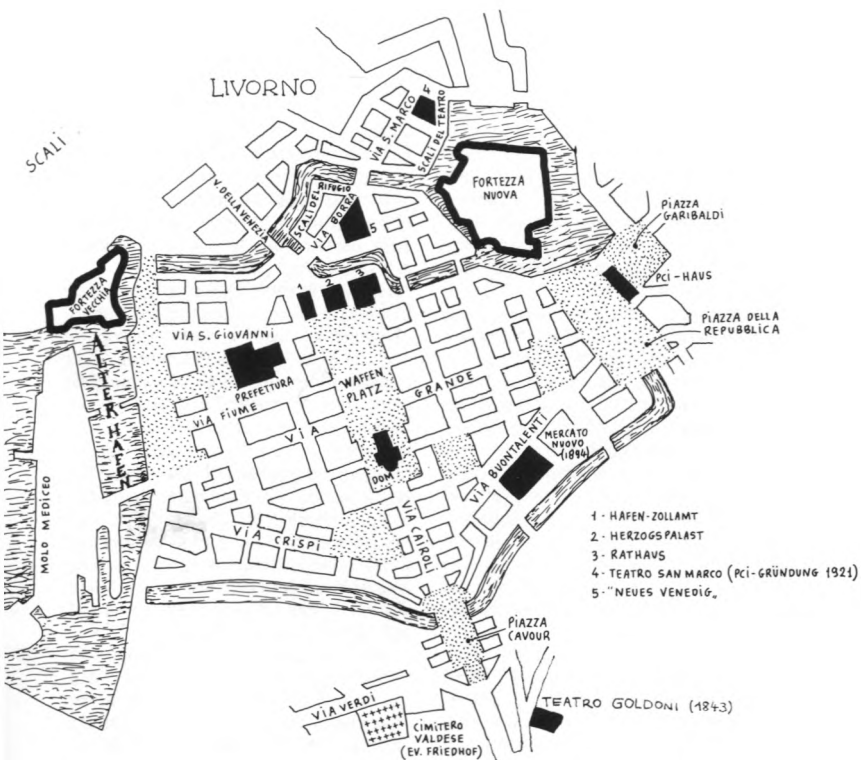 LIVORNO
SCALI
4
VIA S. MARCO
SCALI DEL TEATRO
V. DELLA VENEZI
SCALI DEL
RIFUGIO
VIA BORRA
5
FORTEZZA
NUOVA
PIAZZA
GARIBALDI
PCI-HAUS
PIAZZA DELLA
REPUBBLICA
FORTEZZA
VECCHIA
1
2
3
VIA S. GIOVANNI
ALTER HAFEN
PREFETTURA
WAFFEN
PLATZ
VIA FIUME
VIA
GRANDE
DOM
VIA BUONTALENTI
MERCATO
NUOVO
(1894)
MOLO MEDICEO
VIA CRISPI
VIA CAIROLI
1 - HAFEN-ZOLLAMT
2 - HERZOGSPALAST
3 - RATHAUS
4 - TEATRO SAN MARCO (PCI-GRÜNDUNG 1921)
5 - "NEUES VENEDIG„
PIAZZA
CAVOUR
VIA VERDI
CIMITERO
VALDESE
(EV. FRIEDHOF)
TEATRO GOLDONI (1843)